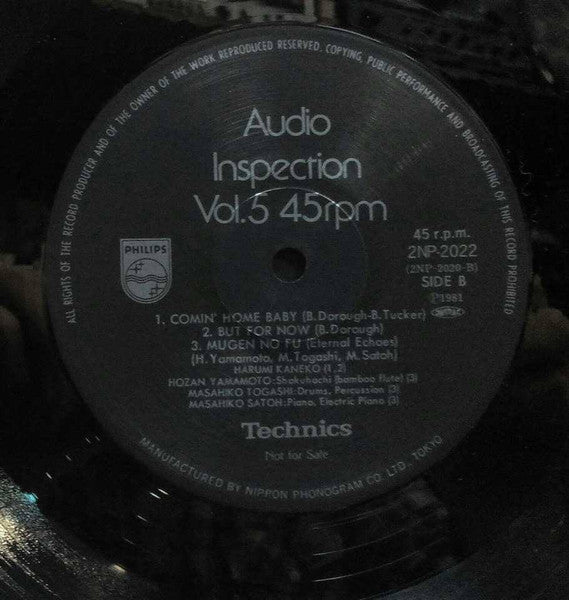 ALL RIGHTS OF THE RECORD PRODUCER AND OF THE OWNER OF THE WORK REPRODUCED RESERVED. COPYING, PUBLIC PERFORMANCE AND BROADCASTING OF THIS RECORD PROHIBITED
Audio
Inspection
Vol.5 45rpm
PHILIPS
45 r.p.m.
2NP-2022
(2NP-2020-B)
SIDE B
Ⓟ1981
1. COMIN' HOME BABY (B. Dorough-B. Tucker)
2. BUT FOR NOW (B. Dorough)
3. MUGEN NO FU (Eternal Echoes)
(H. Yamamoto, M. Togashi, M. Satoh)
HARUMI KANEKO (1, 2)
HOZAN YAMAMOTO: Shakuhachi (bamboo flute) (3)
MASAHIKO TOGASHI: Drums, Percussion (3)
MASAHIKO SATOH: Piano, Electric Piano (3)
Technics
Not for Sale
MANUFACTURED BY NIPPON PHONOGRAM CO. LTD., TOKYO